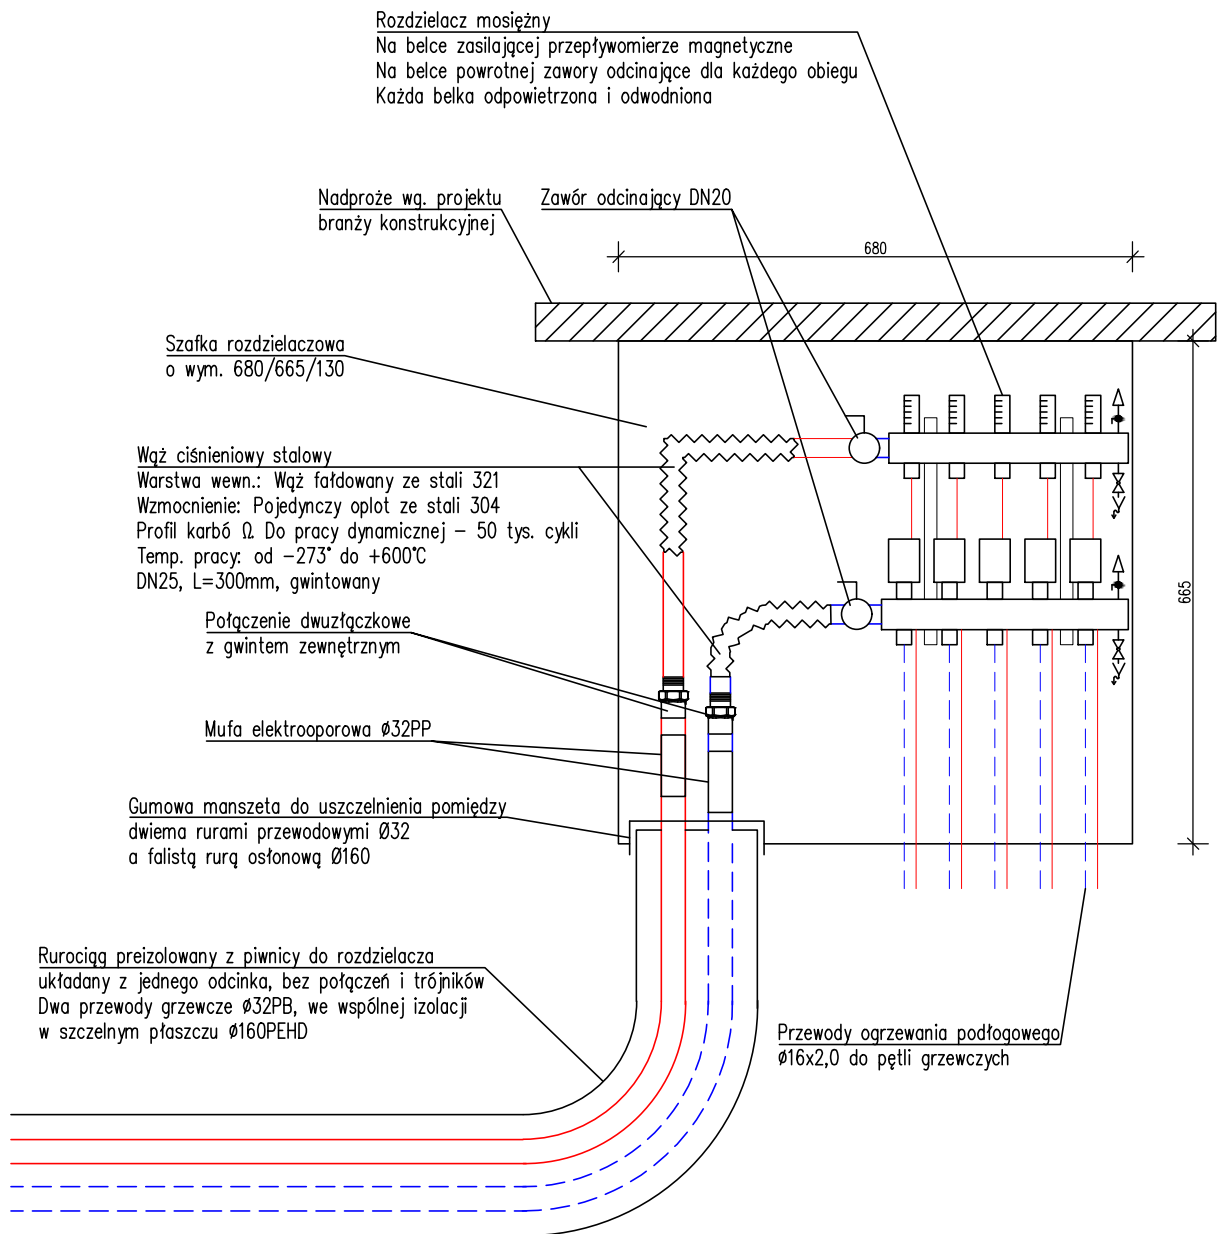 Rozdzielacz mosiężny
Na belce zasilającej przepływomierze magnetyczne
Na belce powrotnej zawory odcinające dla każdego obiegu
Każda belka odpowietrzona i odwodniona
Nadproże wg. projektu
branży konstrukcyjnej
Zawór odcinający DN20
680
Szafka rozdzielaczowa
o wym. 680/665/130
Wąż ciśnieniowy stalowy
Warstwa wewn.: Wąż fałdowany ze stali 321
Wzmocnienie: Pojedynczy oplot ze stali 304
Profil karbó Ω Do pracy dynamicznej – 50 tys. cykli
Temp. pracy: od –273° do +600°C
DN25, L=300mm, gwintowany
665
Połączenie dwuzłączkowe
z gwintem zewnętrznym
Mufa elektrooporowa ø32PP
Gumowa manszeta do uszczelnienia pomiędzy
dwiema rurami przewodowymi Ø32
a falistą rurą osłonową Ø160
Rurociąg preizolowany z piwnicy do rozdzielacza
układany z jednego odcinka, bez połączeń i trójników
Dwa przewody grzewcze ø32PB, we wspólnej izolacji
w szczelnym płaszczu ø160PEHD
Przewody ogrzewania podłogowego
Ø16x2,0 do pętli grzewczych